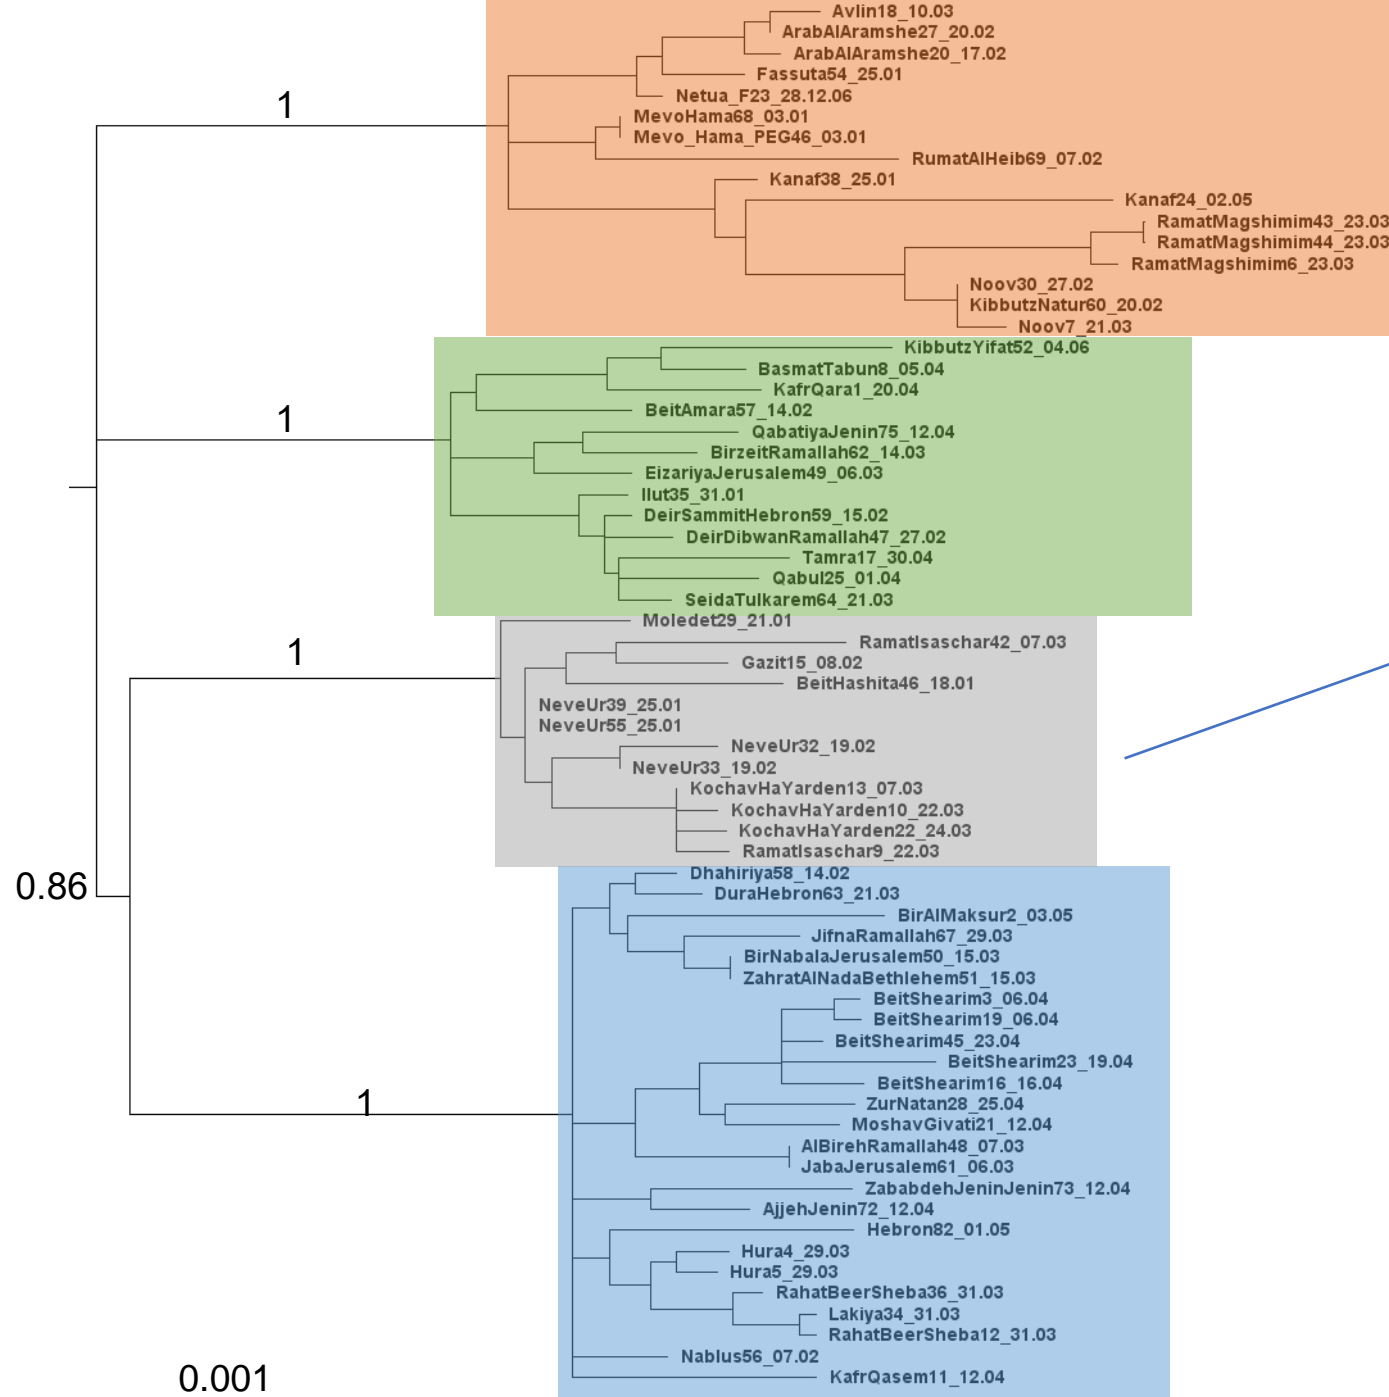 Avlin18_10.03
ArabAlAramshe27_20.02
ArabAlAramshe20_17.02
Fassuta54_25.01
Netua_F23_28.12.06
1
MevoHama68_03.01
Mevo_Hama_PEG46_03.01
RumatAlHeib69_07.02
Kanaf38_25.01
Kanaf24_02.05
RamatMagshimim43_23.03
RamatMagshimim44_23.03
RamatMagshimim6_23.03
Noov30_27.02
KibbutzNatur60_20.02
Noov7_21.03
KibbutzYifat52_04.06
BasmatTabun8_05.04
KafrQara1_20.04
BeitAmara57_14.02
1
QabatiyaJenin75_12.04
BirzeitRamallah62_14.03
EizariyaJerusalem49_06.03
Ilut35_31.01
DeirSammitHebron59_15.02
DeirDibwanRamallah47_27.02
Tamra17_30.04
Qabul25_01.04
SeidaTulkarem64_21.03
Moledet29_21.01
RamatIsaschar42_07.03
1
Gazit15_08.02
BeitHashita46_18.01
NeveUr39_25.01
NeveUr55_25.01
NeveUr32_19.02
NeveUr33_19.02
KochavHaYarden13_07.03
KochavHaYarden10_22.03
KochavHaYarden22_24.03
RamatIsaschar9_22.03
Dhahiriya58_14.02
0.86
DuraHebron63_21.03
BirAlMaksur2_03.05
JifnaRamallah67_29.03
BirNabalaJerusalem50_15.03
ZahratAlNadaBethlehem51_15.03
BeitShearim3_06.04
BeitShearim19_06.04
BeitShearim45_23.04
BeitShearim23_19.04
BeitShearim16_16.04
1
ZurNatan28_25.04
MoshavGivati21_12.04
AlBirehRamallah48_07.03
JabaJerusalem61_06.03
ZababdehJeninJenin73_12.04
AjjehJenin72_12.04
Hebron82_01.05
Hura4_29.03
Hura5_29.03
RahatBeerSheba36_31.03
Lakiya34_31.03
RahatBeerSheba12_31.03
Nablus56_07.02
KafrQasem11_12.04
0.001